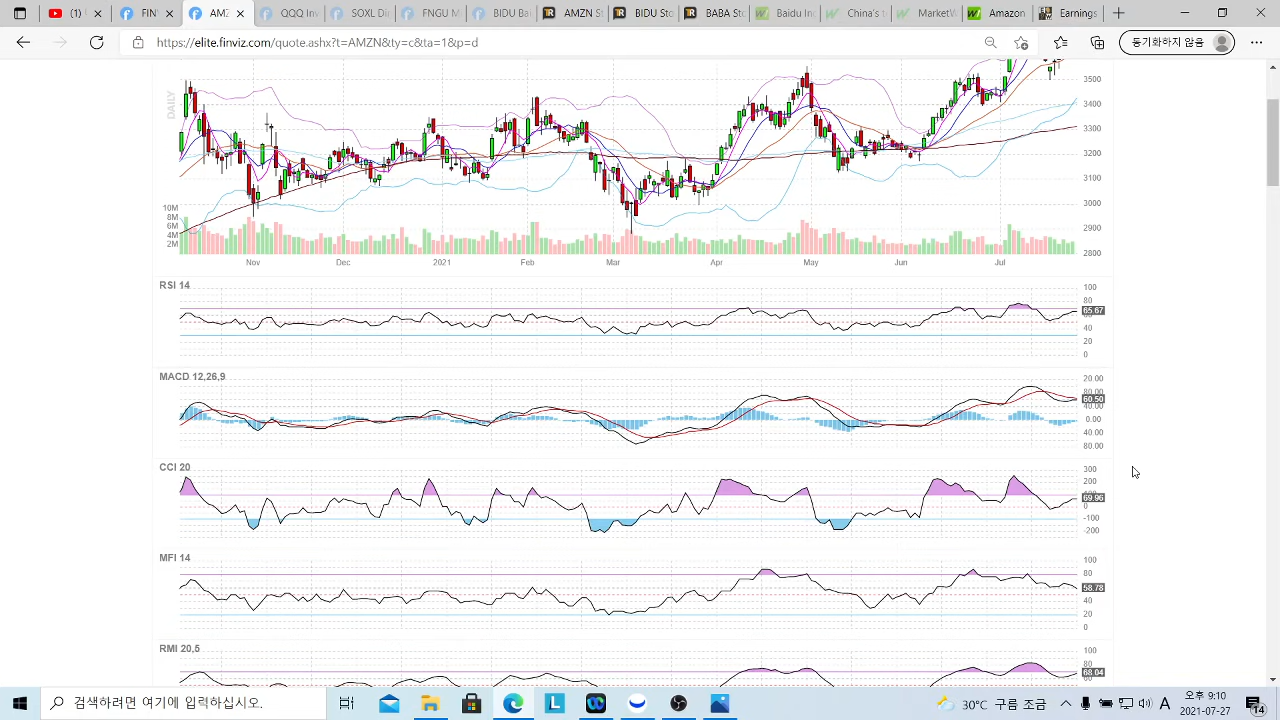 (1) FIN AMZ QQQ Finv SOXL Di FNGU M BIDU Ba AMZN S BIDU Sto BABA Sto Baidu In China's MarketW Amazon Earnings
https://elite.finviz.com/quote.ashx?t=AMZN&ty=c&ta=1&p=d 동기화하지 않음
DAILY
3500
3400
3300
3200
3100
3000
2900
2800
10M
8M
6M
4M
2M
Nov Dec 2021 Feb Mar Apr May Jun Jul
RSI 14
100
80
65.67
40
20
0
MACD 12,26,9
20.00
80.00
60.50
40.00
0.00
40.00
80.00
CCI 20
300
200
69.96
0
-100
-200
MFI 14
100
80
58.78
40
20
0
RMI 20,5
100
80
68.04
검색하려면 여기에 입력하십시오.
30°C 구름 조금
A
오후 9:10
2021-07-27
14